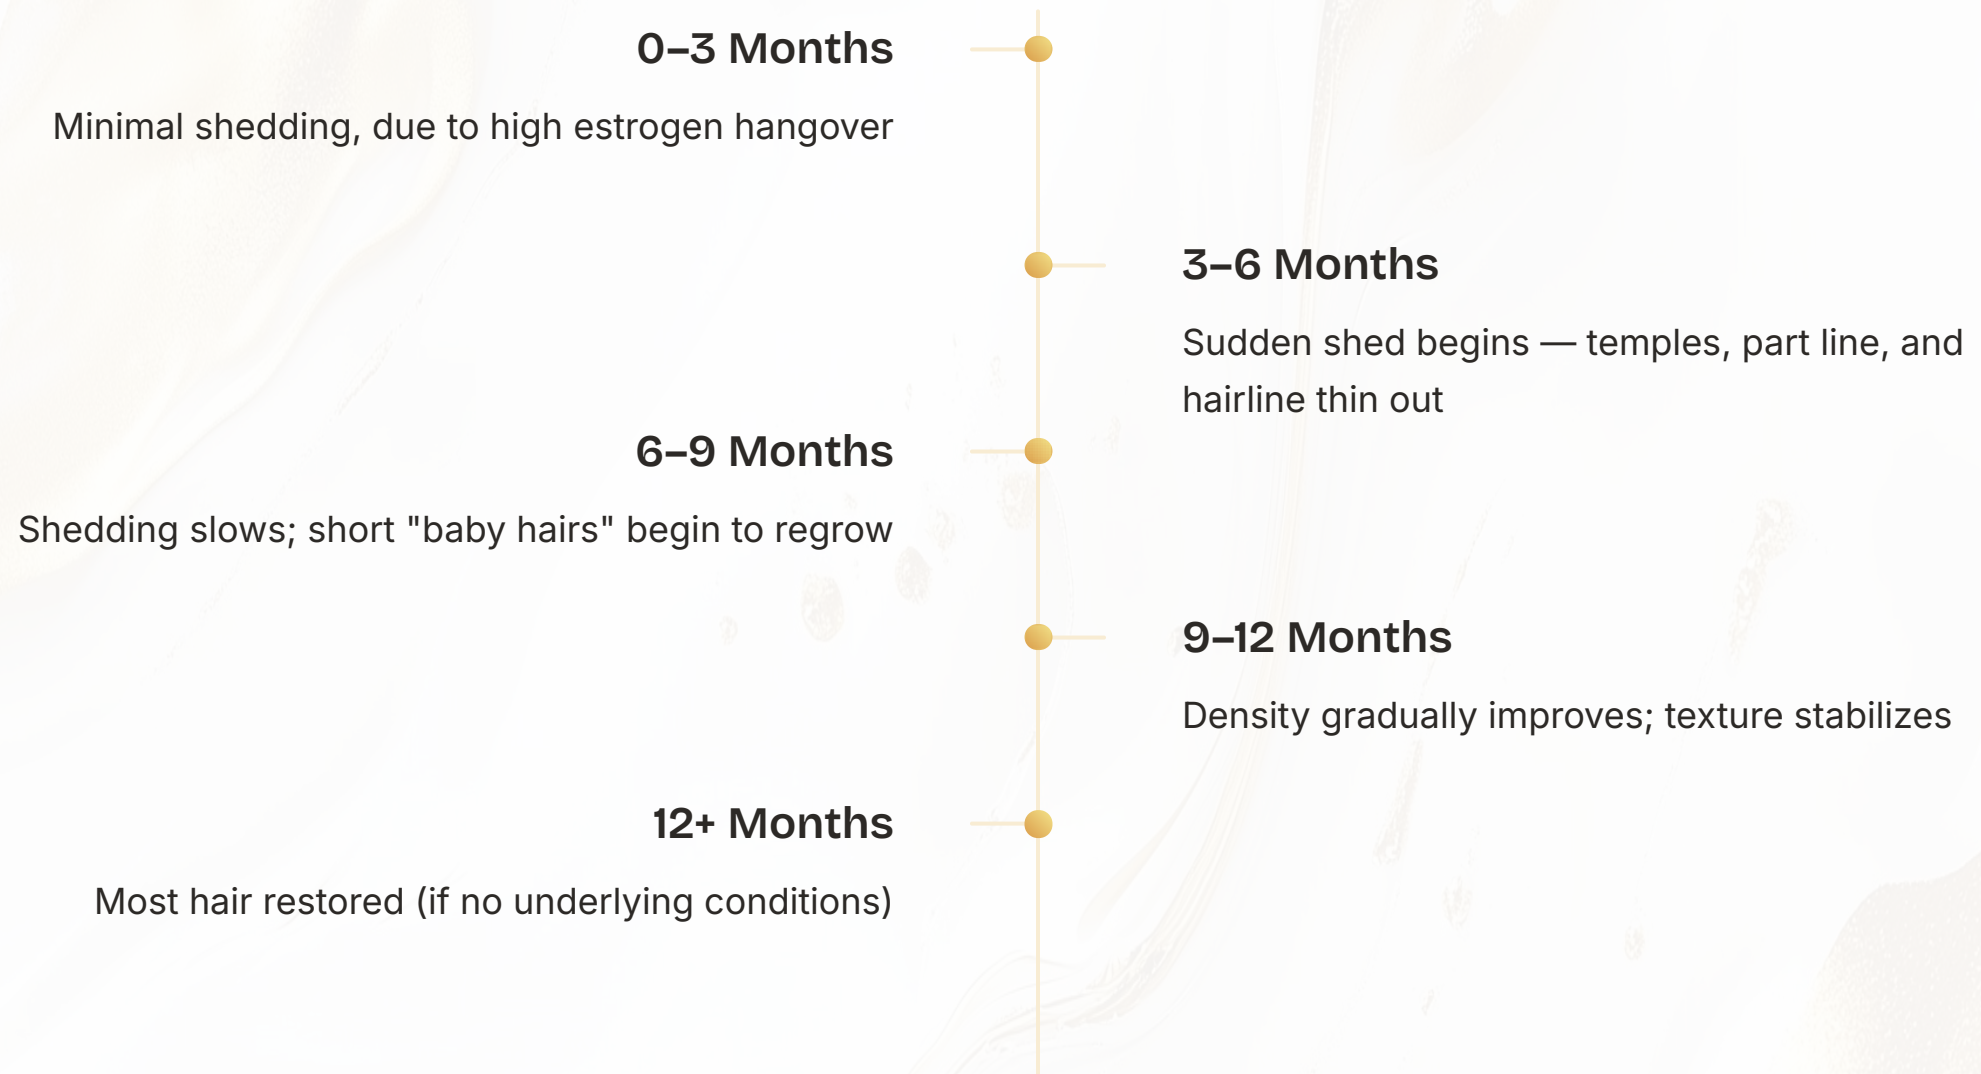 0–3 Months
Minimal shedding, due to high estrogen hangover
3–6 Months
Sudden shed begins — temples, part line, and
hairline thin out
6–9 Months
Shedding slows; short "baby hairs" begin to regrow
9–12 Months
Density gradually improves; texture stabilizes
12+ Months
Most hair restored (if no underlying conditions)